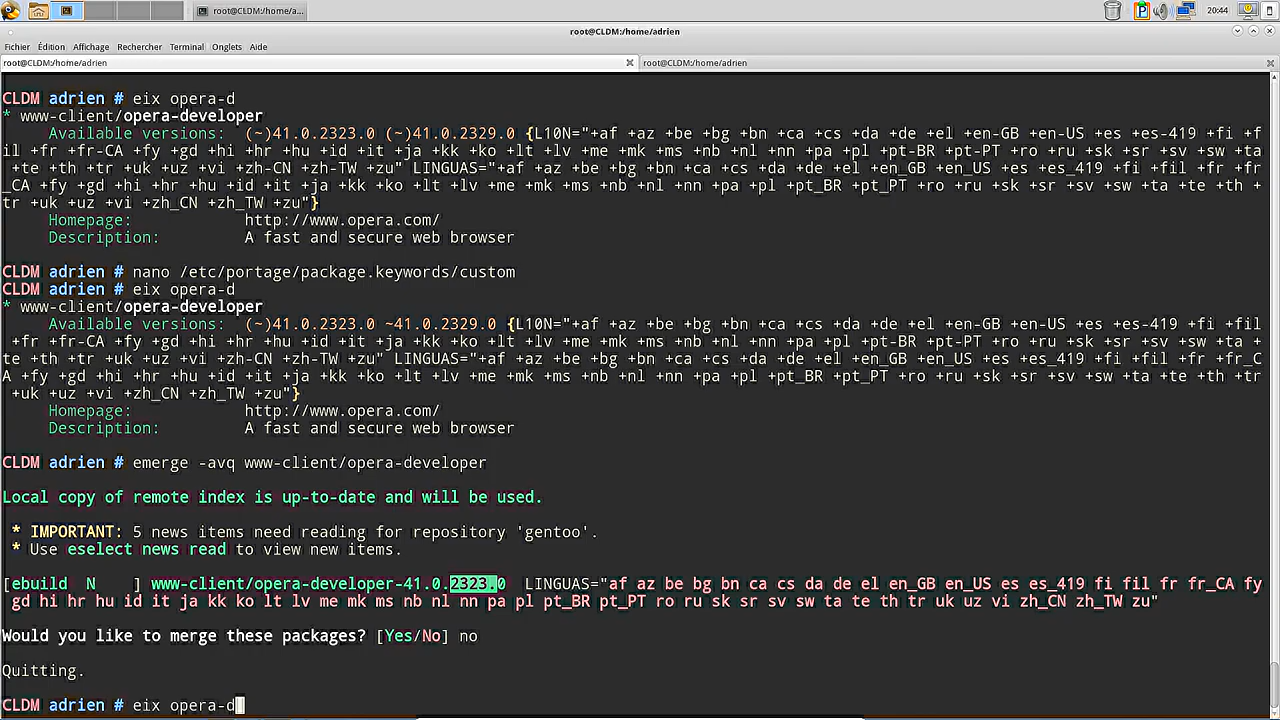 root@CLDM:/home/a...
20:44
root@CLDM:/home/adrien
Fichier Édition Affichage Rechercher Terminal Onglets Aide
root@CLDM:/home/adrien
root@CLDM:/home/adrien
CLDM adrien # eix opera-d
* www-client/opera-developer
     Available versions:  (~)41.0.2323.0 (~)41.0.2329.0 {L10N="+af +az +be +bg +bn +ca +cs +da +de +el +en-GB +en-US +es +es-419 +fi +f
il +fr +fr-CA +fy +gd +hi +hr +hu +id +it +ja +kk +ko +lt +lv +me +mk +ms +nb +nl +nn +pa +pl +pt-BR +pt-PT +ro +ru +sk +sr +sv +sw +ta
+te +th +tr +uk +uz +vi +zh-CN +zh-TW +zu" LINGUAS="+af +az +be +bg +bn +ca +cs +da +de +el +en_GB +en_US +es +es_419 +fi +fil +fr +fr
_CA +fy +gd +hi +hr +hu +id +it +ja +kk +ko +lt +lv +me +mk +ms +nb +nl +nn +pa +pl +pt_BR +pt_PT +ro +ru +sk +sr +sv +sw +ta +te +th +
tr +uk +uz +vi +zh_CN +zh_TW +zu"}
     Homepage:            http://www.opera.com/
     Description:         A fast and secure web browser
CLDM adrien # nano /etc/portage/package.keywords/custom
CLDM adrien # eix opera-d
* www-client/opera-developer
     Available versions:  (~)41.0.2323.0 ~41.0.2329.0 {L10N="+af +az +be +bg +bn +ca +cs +da +de +el +en-GB +en-US +es +es-419 +fi +fil
+fr +fr-CA +fy +gd +hi +hr +hu +id +it +ja +kk +ko +lt +lv +me +mk +ms +nb +nl +nn +pa +pl +pt-BR +pt-PT +ro +ru +sk +sr +sv +sw +ta +
te +th +tr +uk +uz +vi +zh-CN +zh-TW +zu" LINGUAS="+af +az +be +bg +bn +ca +cs +da +de +el +en_GB +en_US +es +es_419 +fi +fil +fr +fr_C
A +fy +gd +hi +hr +hu +id +it +ja +kk +ko +lt +lv +me +mk +ms +nb +nl +nn +pa +pl +pt_BR +pt_PT +ro +ru +sk +sr +sv +sw +ta +te +th +tr
+uk +uz +vi +zh_CN +zh_TW +zu"}
     Homepage:            http://www.opera.com/
     Description:         A fast and secure web browser
CLDM adrien # emerge -avq www-client/opera-developer
Local copy of remote index is up-to-date and will be used.
 * IMPORTANT: 5 news items need reading for repository 'gentoo'.
 * Use eselect news read to view new items.
[ebuild  N    ] www-client/opera-developer-41.0.2323.0  LINGUAS="af az be bg bn ca cs da de el en_GB en_US es es_419 fi fil fr fr_CA fy
 gd hi hr hu id it ja kk ko lt lv me mk ms nb nl nn pa pl pt_BR pt_PT ro ru sk sr sv sw ta te th tr uk uz vi zh_CN zh_TW zu"
Would you like to merge these packages? [Yes/No] no
Quitting.
CLDM adrien # eix opera-d